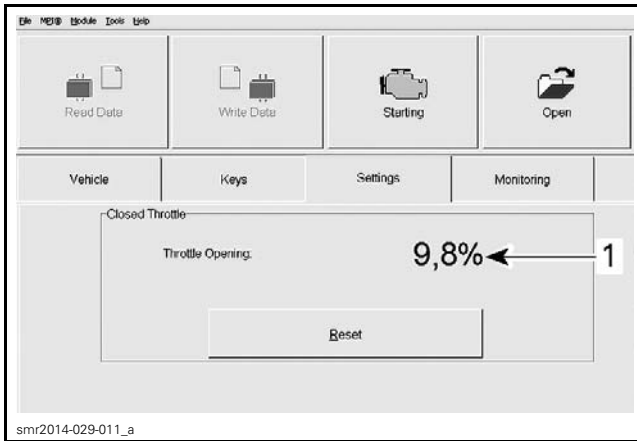 File MPI® Module Tools Help
Read Data Write Data Starting Open
Vehicle Keys Settings Monitoring
Closed Throttle
Throttle Opening: 9,8% 1
Reset
smr2014-029-011_a